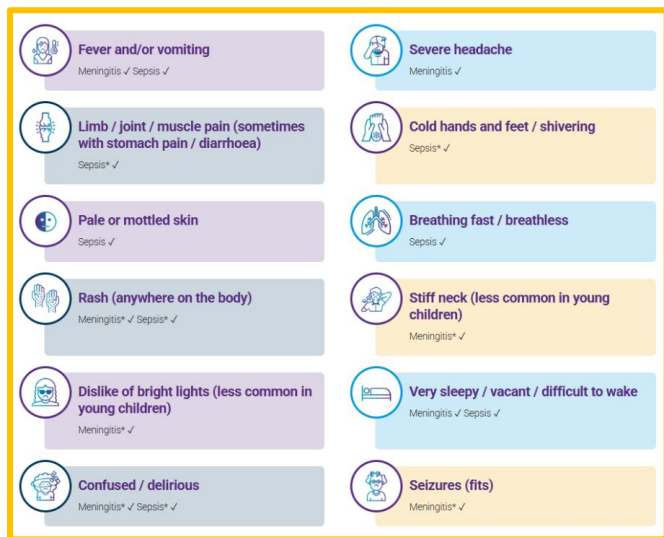 Fever and/or vomiting
Meningitis ✓ Sepsis ✓
Severe headache
Meningitis ✓
Limb / joint / muscle pain (sometimes
with stomach pain / diarrhoea)
Sepsis* ✓
Cold hands and feet / shivering
Sepsis* ✓
Pale or mottled skin
Sepsis ✓
Breathing fast / breathless
Sepsis ✓
Rash (anywhere on the body)
Meningitis* ✓ Sepsis* ✓
Stiff neck (less common in young
children)
Meningitis* ✓
Dislike of bright lights (less common in
young children)
Meningitis* ✓
Very sleepy / vacant / difficult to wake
Meningitis ✓ Sepsis ✓
Confused / delirious
Meningitis* ✓ Sepsis* ✓
Seizures (fits)
Meningitis* ✓